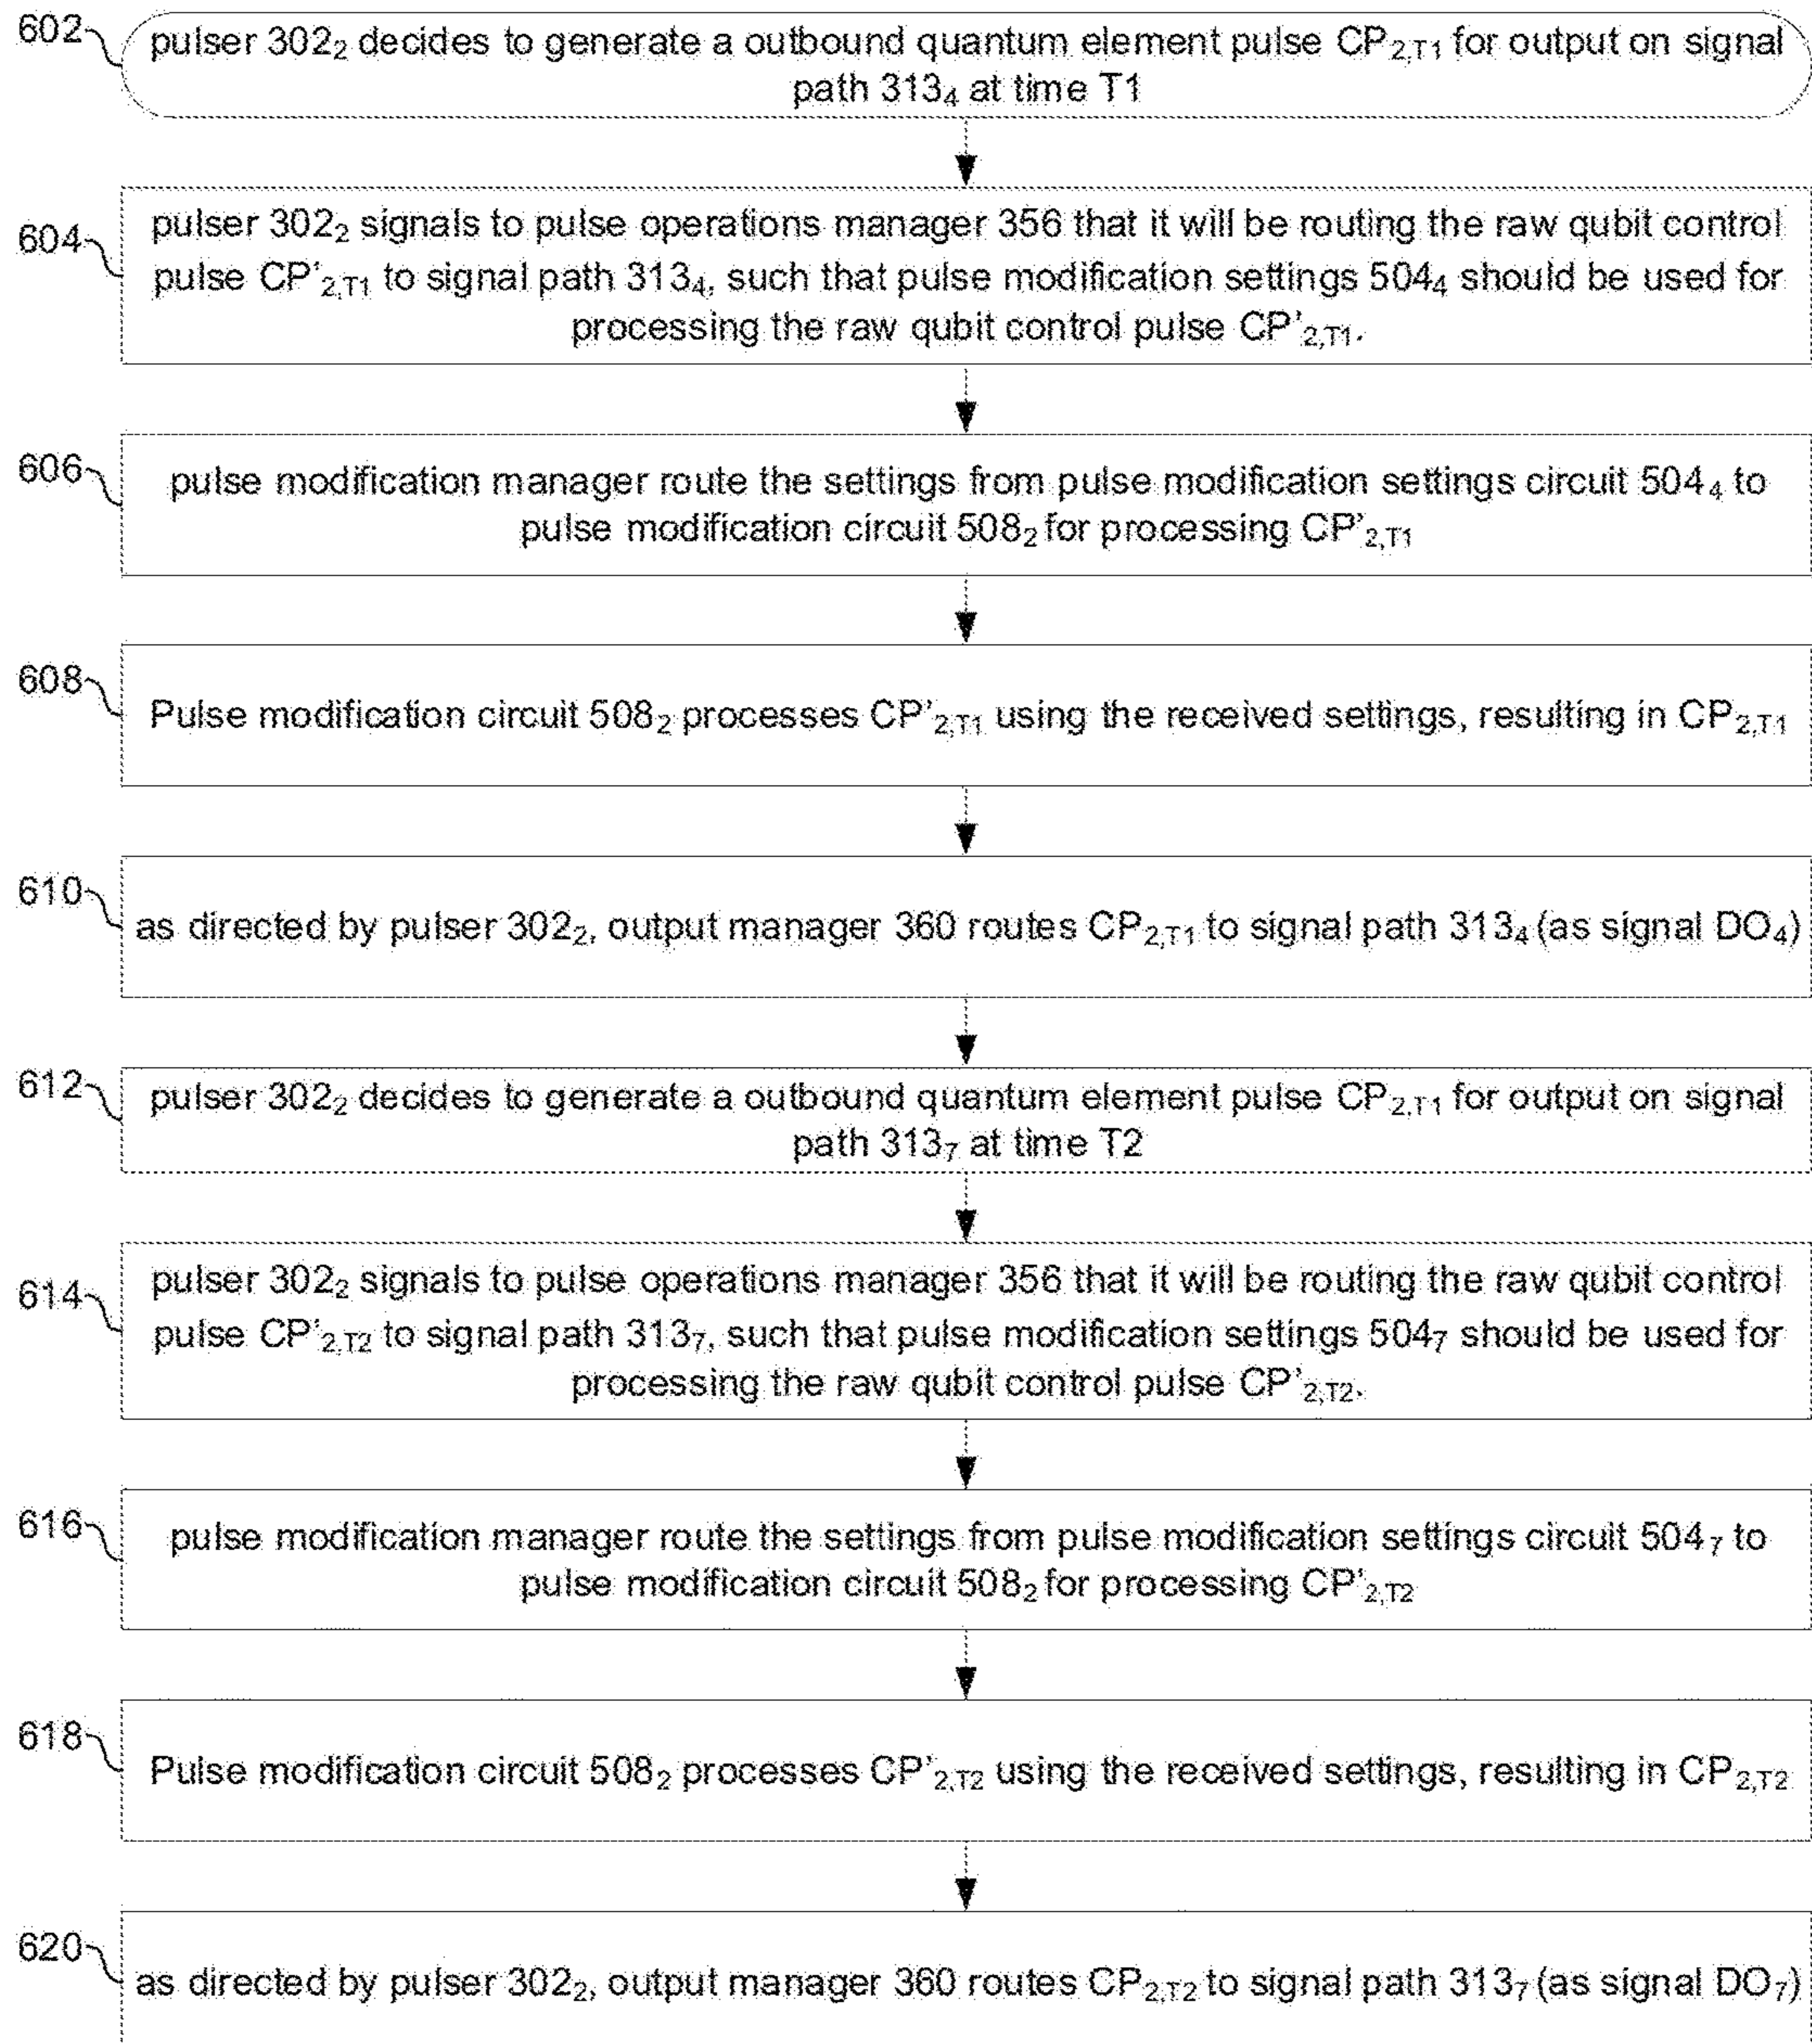 602
pulser 302₂ decides to generate a outbound quantum element pulse CP₂,T₁ for output on signal
path 313₄ at time T1
604
pulser 302₂ signals to pulse operations manager 356 that it will be routing the raw qubit control
pulse CP'₂,T₁ to signal path 313₄, such that pulse modification settings 504₄ should be used for
processing the raw qubit control pulse CP'₂,T₁.
606
pulse modification manager route the settings from pulse modification settings circuit 504₄ to
pulse modification circuit 508₂ for processing CP'₂,T₁
608
Pulse modification circuit 508₂ processes CP'₂,T₁ using the received settings, resulting in CP₂,T₁
610
as directed by pulser 302₂, output manager 360 routes CP₂,T₁ to signal path 313₄ (as signal DO₄)
612
pulser 302₂ decides to generate a outbound quantum element pulse CP₂,T₁ for output on signal
path 313₇ at time T2
614
pulser 302₂ signals to pulse operations manager 356 that it will be routing the raw qubit control
pulse CP'₂,T₂ to signal path 313₇, such that pulse modification settings 504₇ should be used for
processing the raw qubit control pulse CP'₂,T₂.
616
pulse modification manager route the settings from pulse modification settings circuit 504₇ to
pulse modification circuit 508₂ for processing CP'₂,T₂
618
Pulse modification circuit 508₂ processes CP'₂,T₂ using the received settings, resulting in CP₂,T₂
620
as directed by pulser 302₂, output manager 360 routes CP₂,T₂ to signal path 313₇ (as signal DO₇)